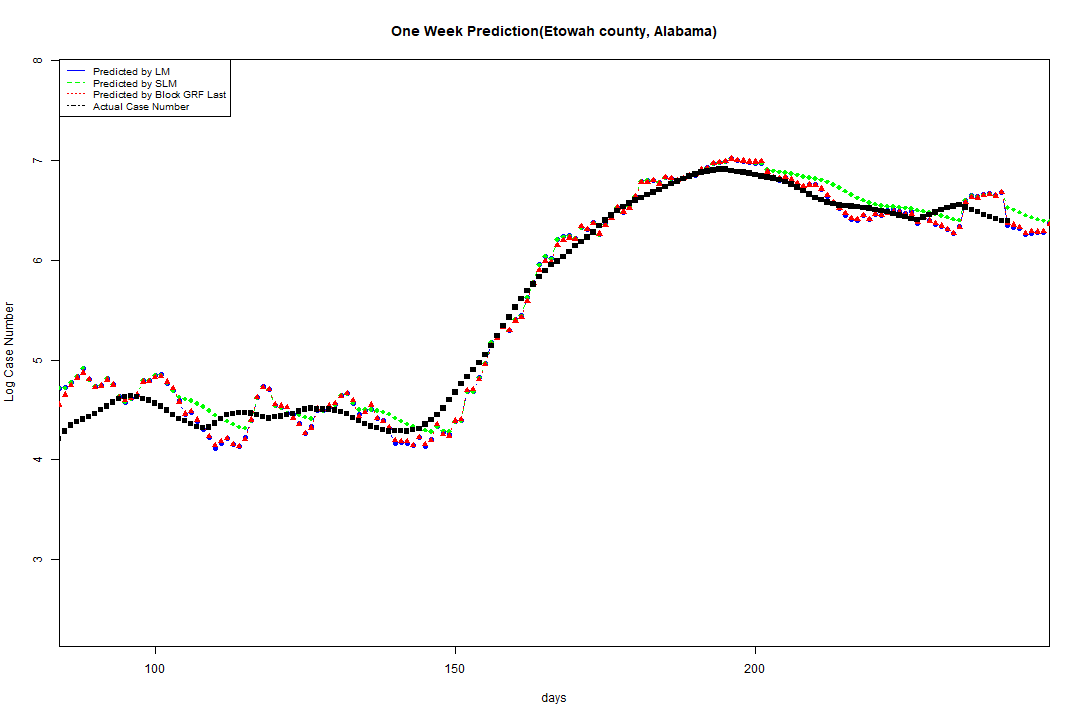 One Week Prediction(Etowah county, Alabama)
Predicted by LM
Predicted by SLM
Predicted by Block GRF Last
Actual Case Number
8
7
6
5
4
3
Log Case Number
100 150 200
days